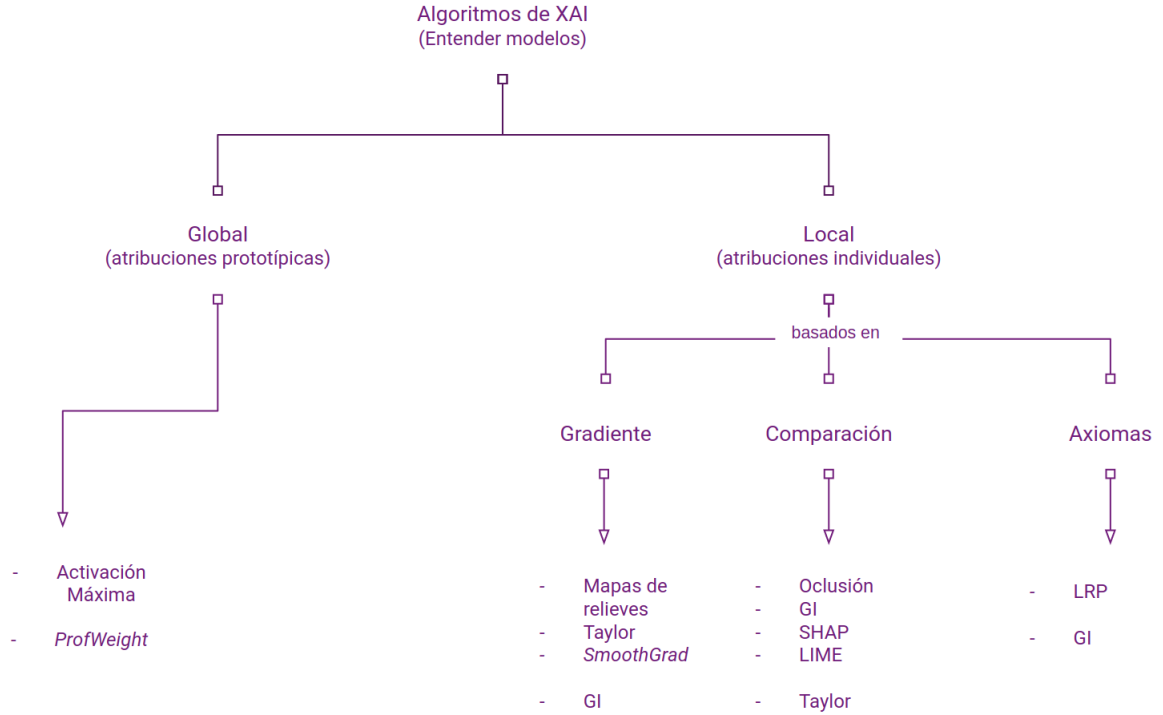 Algoritmos de XAI
(Entender modelos)
Global
(atribuciones prototípicas)
Local
(atribuciones individuales)
basados en
Gradiente
Comparación
Axiomas
- Activación
Máxima
- ProfWeight
- Mapas de
relieves
- Taylor
- SmoothGrad
- GI
- Oclusión
- GI
- SHAP
- LIME
- Taylor
- LRP
- GI